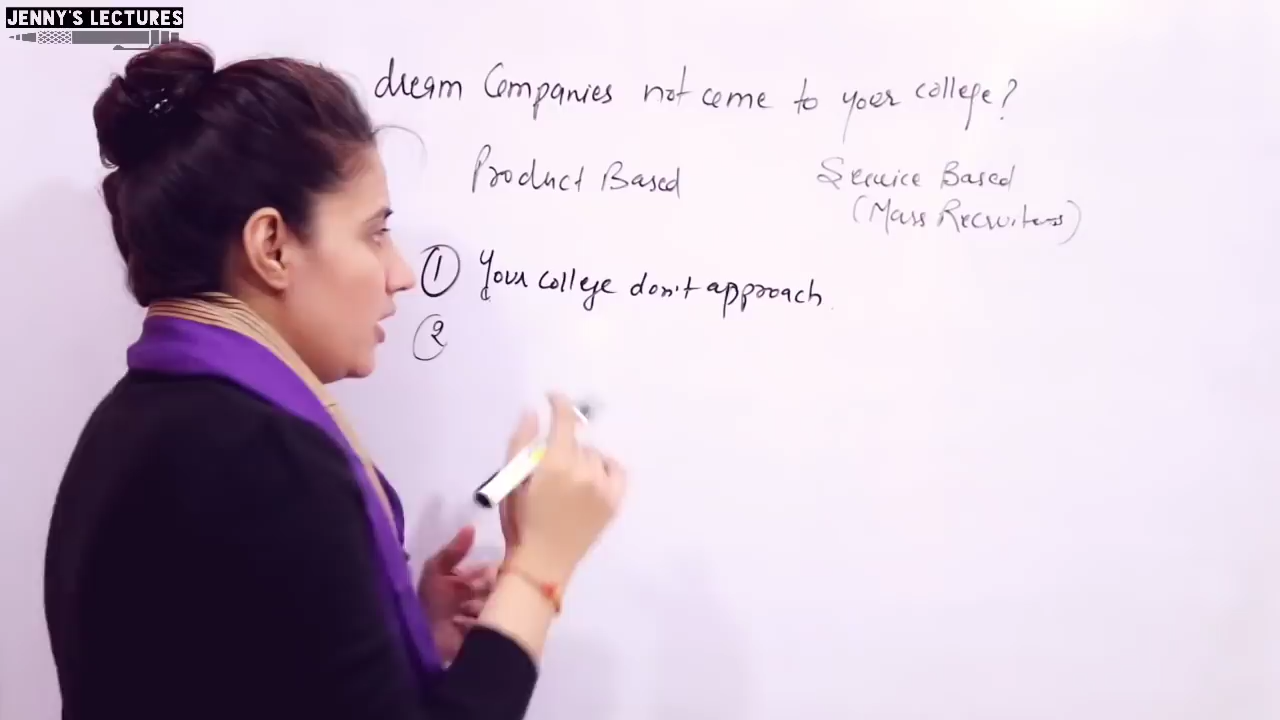 JENNY'S LECTURES
dream Companies not come to your college?
Product Based Service Based
(Mass Recruiters)
① Your college don't approach.
②